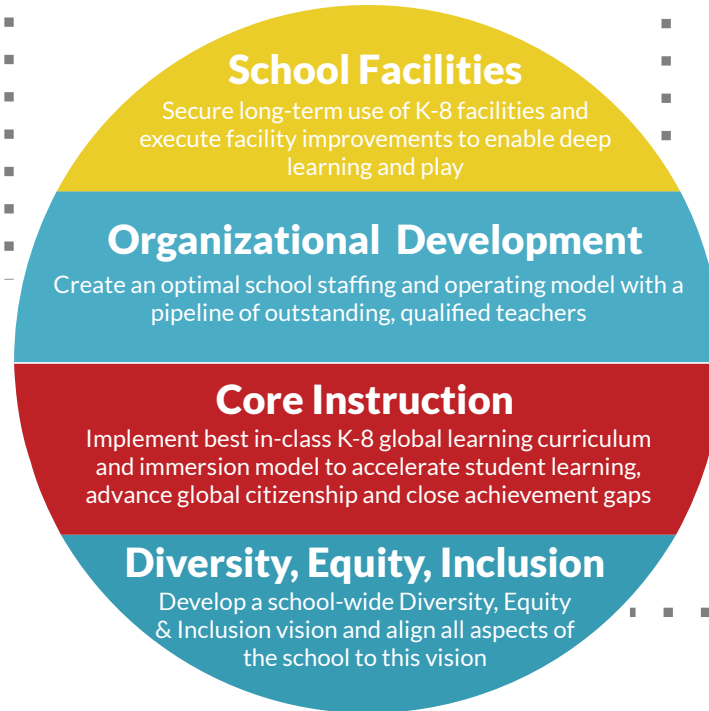 School Facilities
Secure long-term use of K-8 facilities and
execute facility improvements to enable deep
learning and play
Organizational Development
Create an optimal school staffing and operating model with a
pipeline of outstanding, qualified teachers
Core Instruction
Implement best in-class K-8 global learning curriculum
and immersion model to accelerate student learning,
advance global citizenship and close achievement gaps
Diversity, Equity, Inclusion
Develop a school-wide Diversity, Equity
& Inclusion vision and align all aspects of
the school to this vision